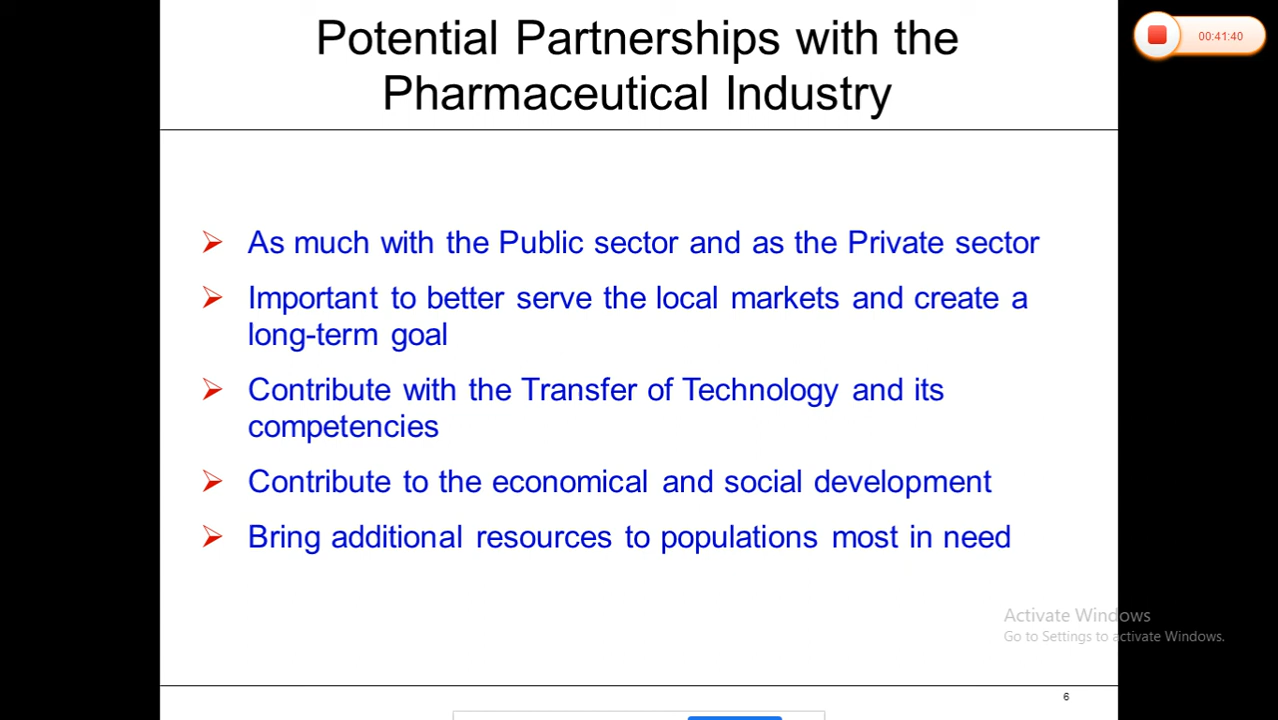 Potential Partnerships with the
Pharmaceutical Industry
00:41:40
As much with the Public sector and as the Private sector
Important to better serve the local markets and create a
long-term goal
Contribute with the Transfer of Technology and its
competencies
Contribute to the economical and social development
Bring additional resources to populations most in need
Activate Windows
Go to Settings to activate Windows.
6